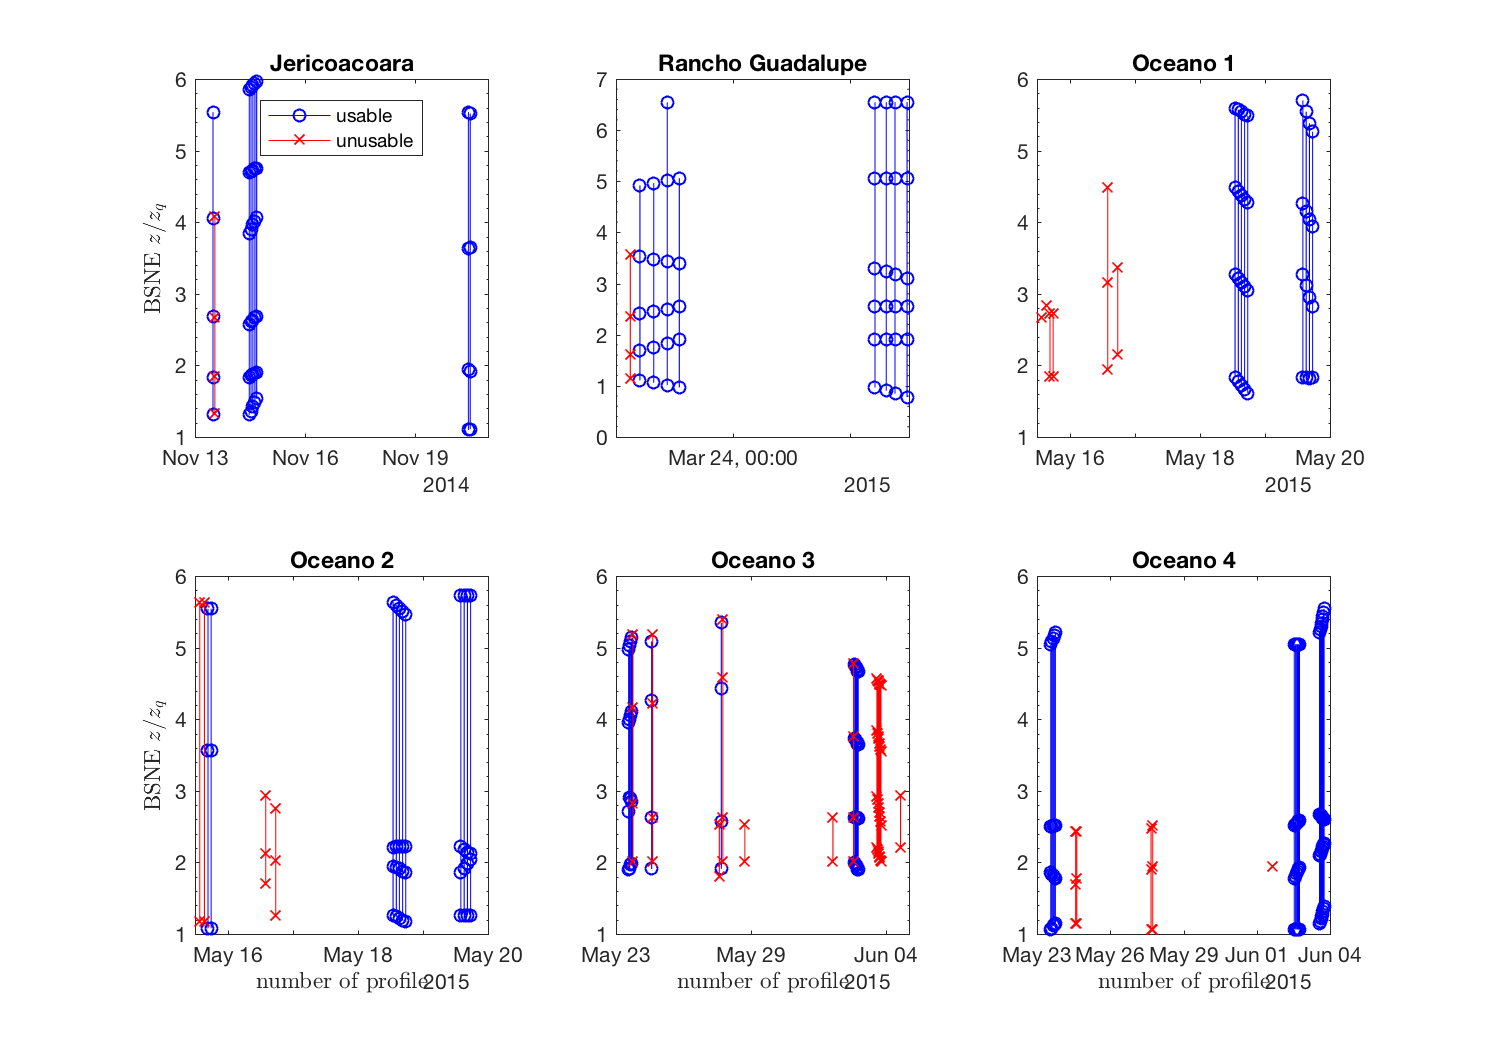 Jericoacoara
6
5
4
3
2
1
BSNE z/z_q
usable
unusable
Nov 13
Nov 16
Nov 19
2014
Rancho Guadalupe
7
6
5
4
3
2
1
0
Mar 24, 00:00
2015
Oceano 1
6
5
4
3
2
1
May 16
May 18
May 20
2015
Oceano 2
6
5
4
3
2
1
BSNE z/z_q
May 16
May 18
May 20
number of profile
2015
Oceano 3
6
5
4
3
2
1
May 23
May 29
Jun 04
number of profile
2015
Oceano 4
6
5
4
3
2
1
May 23
May 26
May 29
Jun 01
Jun 04
number of profile
2015